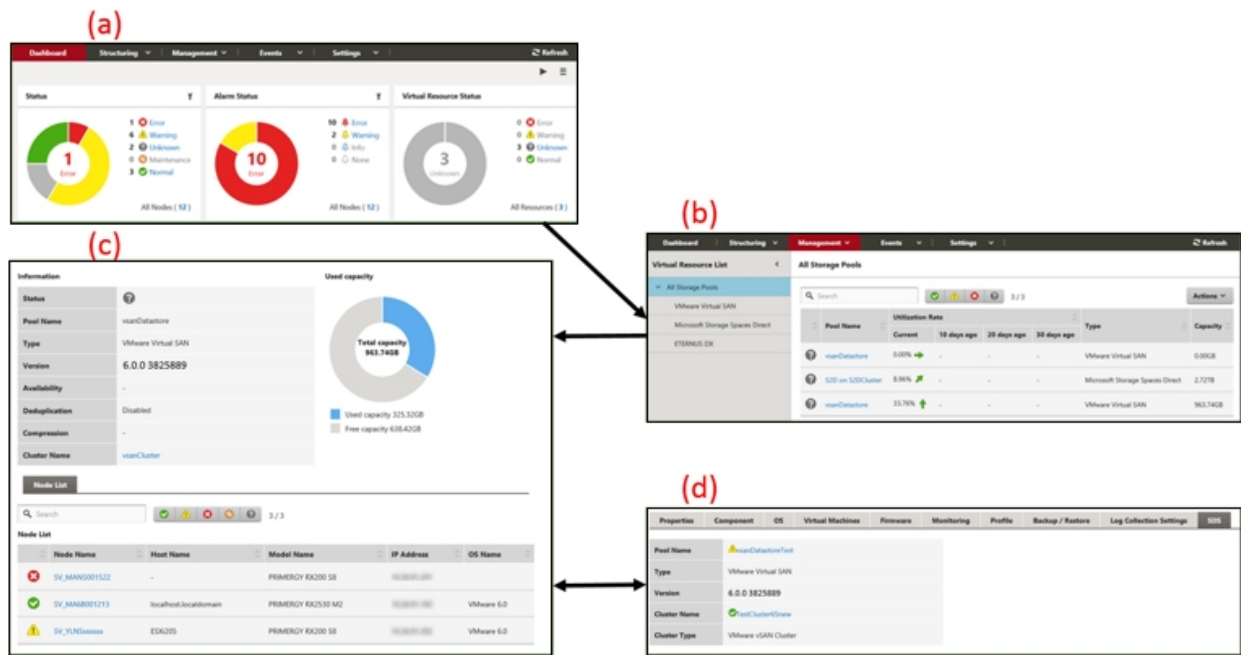 (a)
Dashboard Structuring Management Events Settings Refresh
Status Alarm Status Virtual Resource Status
1 Error
1 Error
6 Warning
2 Unknown
0 Maintenance
3 Normal
All Nodes ( 12 )
10 Error
10 Error
2 Warning
0 Info
0 None
All Nodes ( 12 )
3 Unknown
0 Error
0 Warning
3 Unknown
0 Normal
All Resources ( 3 )
(b)
Dashboard Structuring Management Events Settings Refresh
Virtual Resource List
All Storage Pools
VMware Virtual SAN
Microsoft Storage Spaces Direct
ETERNUS DX
All Storage Pools
Search 3 / 3 Actions
Pool Name Utilization Rate Type Capacity
Current 10 days ago 20 days ago 30 days ago
vsanDatastore 0.00% - - - VMware Virtual SAN 0.00GB
S2D on S2DCluster 8.96% - - - Microsoft Storage Spaces Direct 2.72TB
vsanDatastore 33.76% - - - VMware Virtual SAN 963.74GB
(c)
Information
Status
Pool Name vsanDatastore
Type VMware Virtual SAN
Version 6.0.0 3825889
Availability -
Deduplication Disabled
Compression -
Cluster Name vsanCluster
Used capacity
Total capacity
963.74GB
Used capacity 325.32GB
Free capacity 638.42GB
Node List
Search 3 / 3
Node List
Node Name Host Name Model Name IP Address OS Name
SV_MANS001522 - PRIMERGY RX200 S8
SV_MA6B001213 localhost.localdomain PRIMERGY RX2530 M2 VMware 6.0
SV_YLNSxxxxxx ESXi205 PRIMERGY RX200 S8 VMware 6.0
(d)
Properties Component OS Virtual Machines Firmware Monitoring Profile Backup / Restore Log Collection Settings SDS
Pool Name vsanDatastoreTest
Type VMware Virtual SAN
Version 6.0.0 3825889
Cluster Name TestCluster65new
Cluster Type VMware vSAN Cluster